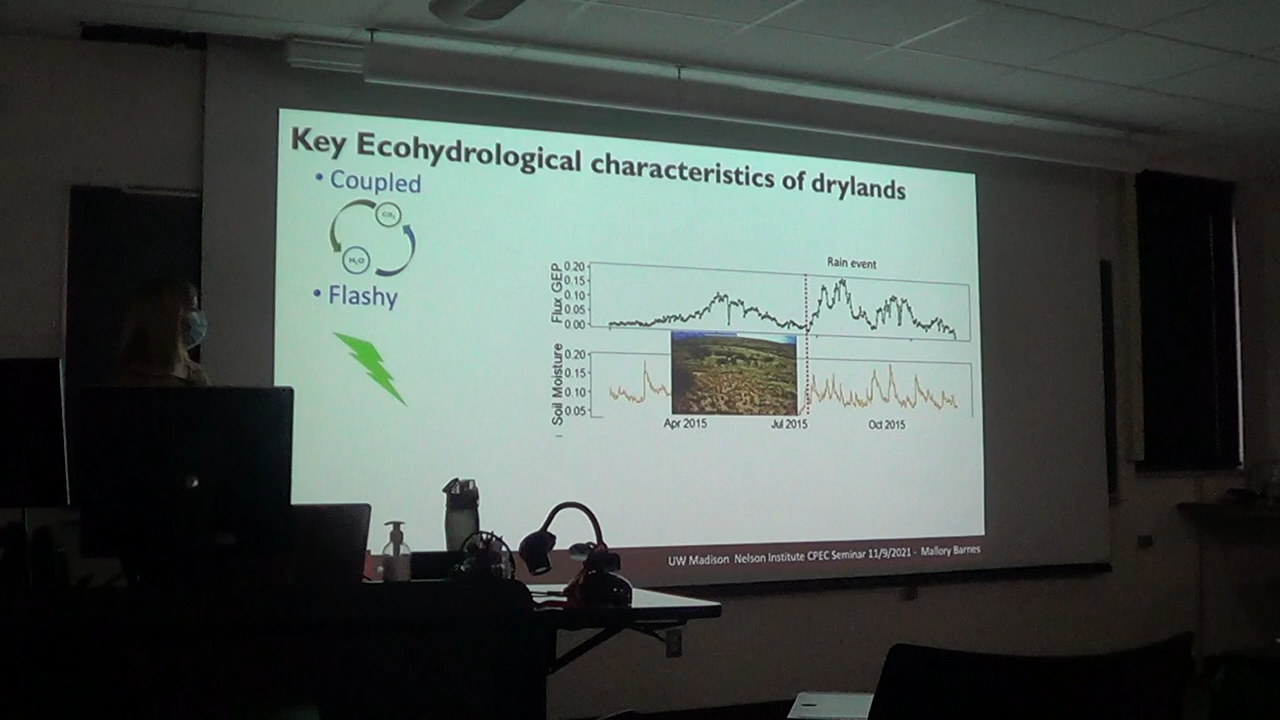 Key Ecohydrological characteristics of drylands
• Coupled
CO₂
H₂O
• Flashy
Rain event
Flux GEP
0.20
0.15
0.10
0.05
0.00
Soil Moisture
0.20
0.15
0.10
0.05
Apr 2015
Jul 2015
Oct 2015
UW Madison Nelson Institute CPEC Seminar 11/9/2021 - Mallory Barnes